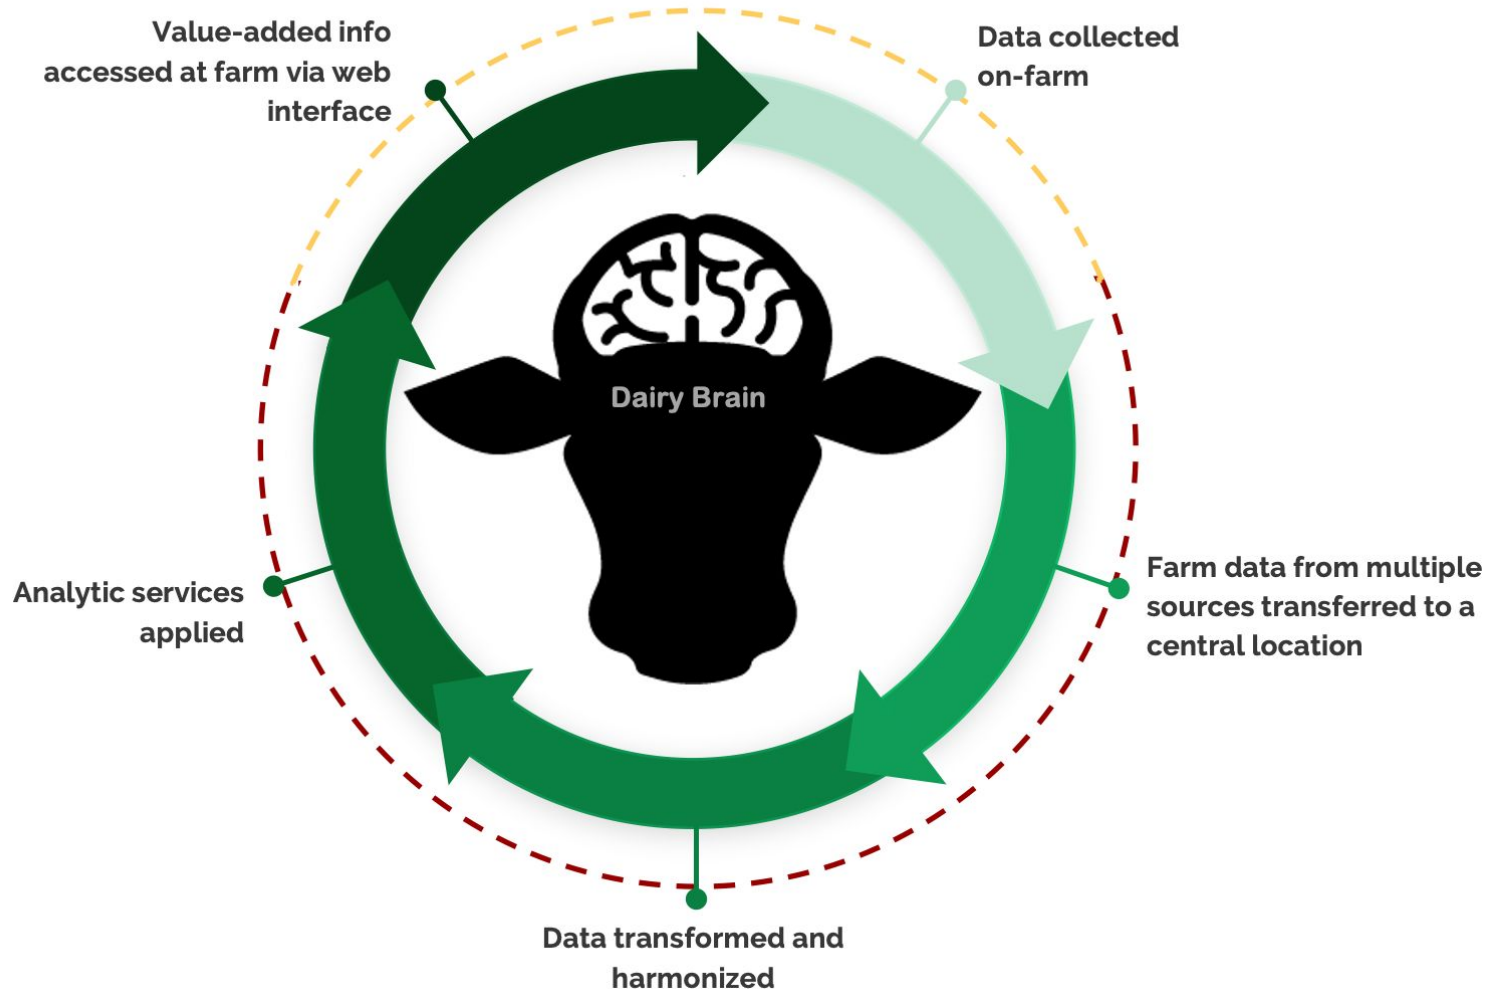 Value-added info
accessed at farm via web
interface
Data collected
on-farm
Dairy Brain
Farm data from multiple
sources transferred to a
central location
Analytic services
applied
Data transformed and
harmonized